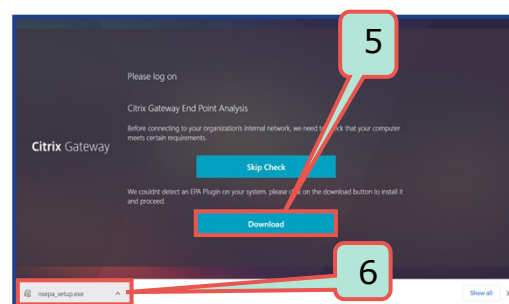 5
Please log on
Citrix Gateway End Point Analysis
Before connecting to your organization's internal network, we need to check that your computer
meets certain requirements.
Citrix Gateway
Skip Check
We couldnt detect an EPA Plugin on your system. please click on the download button to install it
and proceed.
Download
6
nsepa_setup.exe
Show all